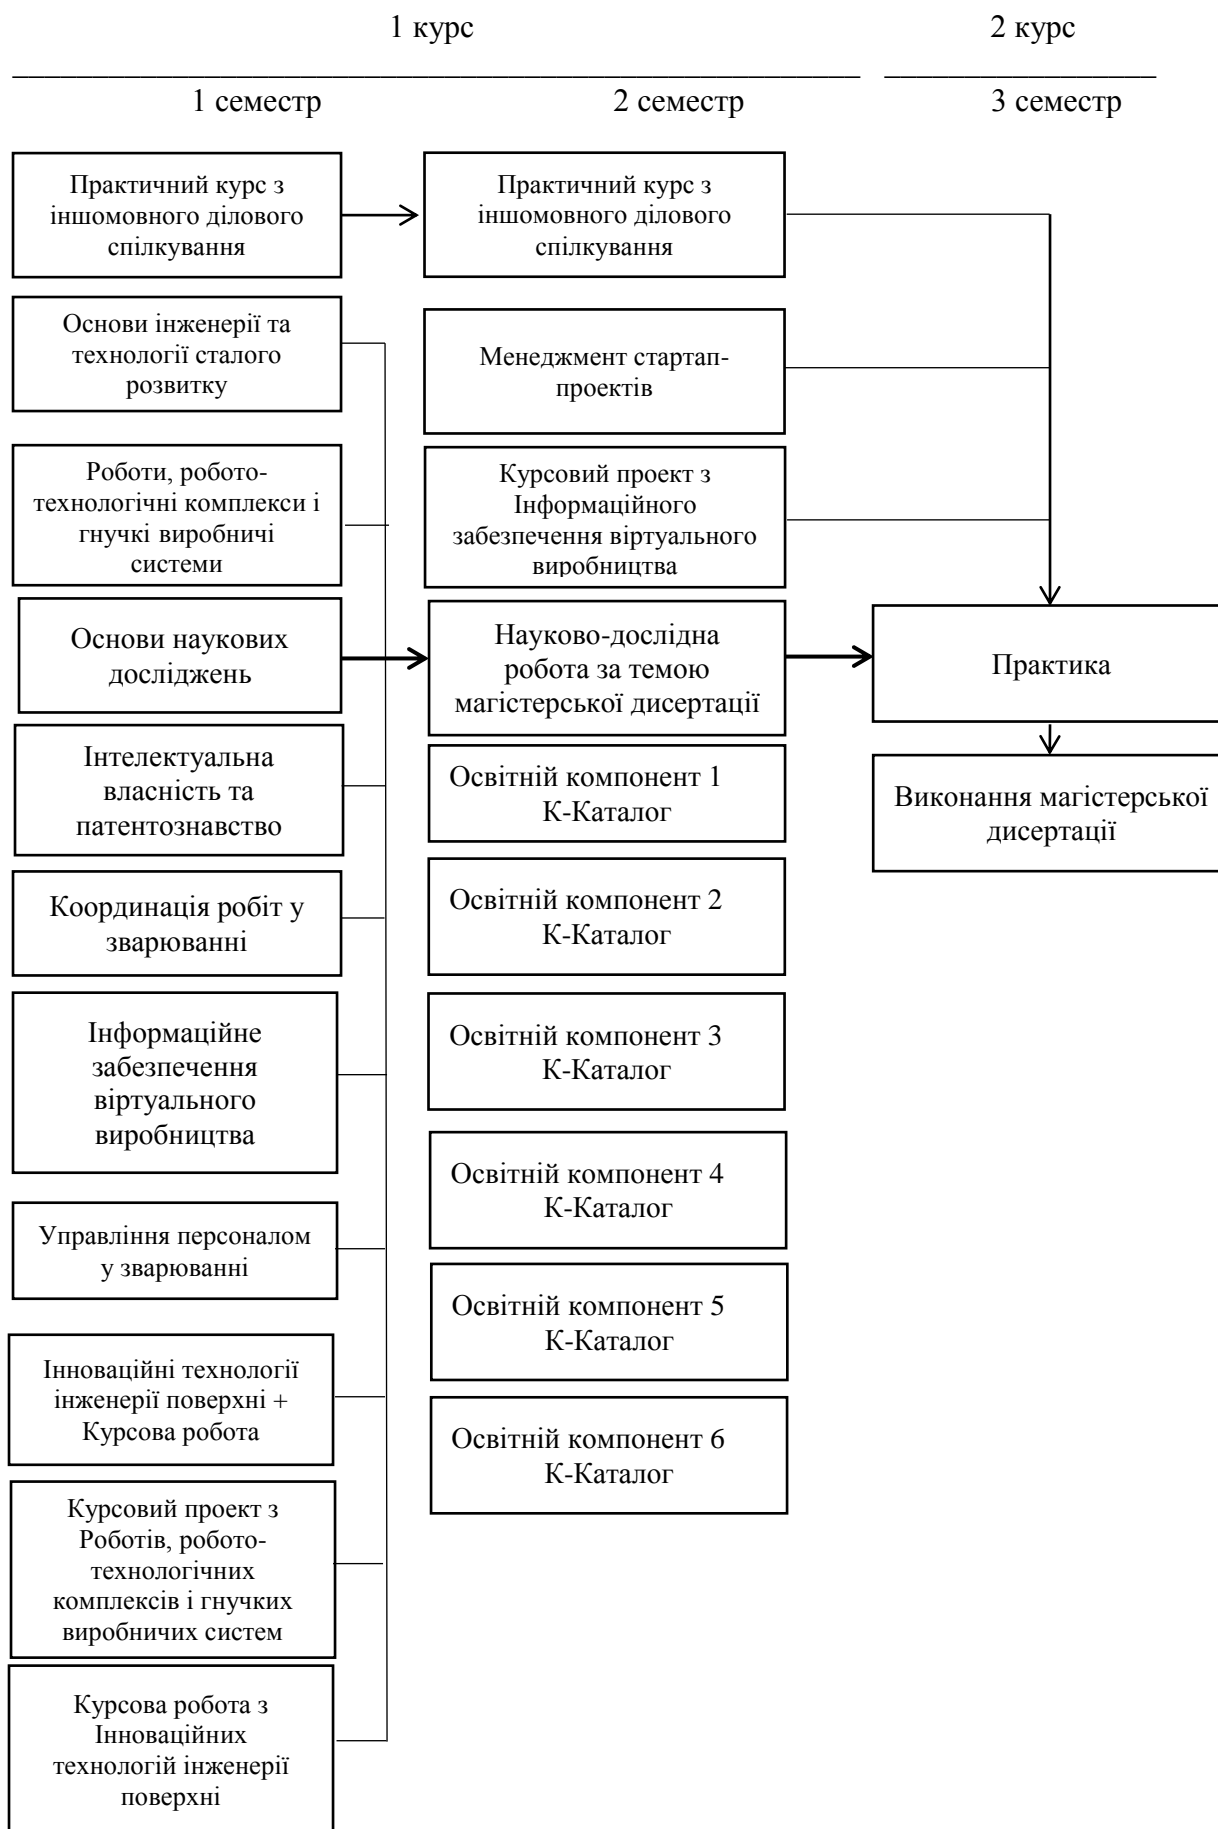 1 курс
2 курс
1 семестр
2 семестр
3 семестр
Практичний курс з
іншомовного ділового
спілкування
Основи інженерії та
технології сталого
розвитку
Роботи, робото-
технологічні комплекси і
гнучкі виробничі
системи
Основи наукових
досліджень
Інтелектуальна
власність та
патентознавство
Координація робіт у
зварюванні
Інформаційне
забезпечення
віртуального
виробництва
Управління персоналом
у зварюванні
Інноваційні технології
інженерії поверхні +
Курсова робота
Курсовий проект з
Роботів, робото-
технологічних
комплексів і гнучких
виробничих систем
Курсова робота з
Інноваційних
технологій інженерії
поверхні
Практичний курс з
іншомовного ділового
спілкування
Менеджмент стартап-
проектів
Курсовий проект з
Інформаційного
забезпечення віртуального
виробництва
Науково-дослідна
робота за темою
магістерської дисертації
Освітній компонент 1
К-Каталог
Освітній компонент 2
К-Каталог
Освітній компонент 3
К-Каталог
Освітній компонент 4
К-Каталог
Освітній компонент 5
К-Каталог
Освітній компонент 6
К-Каталог
Практика
Виконання магістерської
дисертації